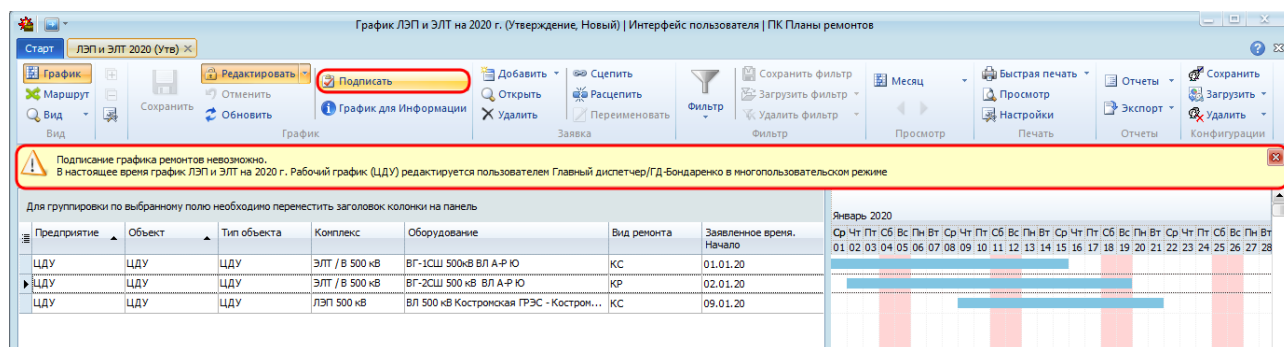 График ЛЭП и ЭЛТ на 2020 г. (Утверждение, Новый) | Интерфейс пользователя | ПК Планы ремонтов
Старт ЛЭП и ЭЛТ 2020 (Утв)
График Редактировать Подписать Добавить Сцепить Сохранить фильтр Месяц Быстрая печать Отчеты Сохранить
Маршрут Отменить Открыть Расцепить Загрузить фильтр Просмотр Загрузить
Вид Сохранить Обновить График для Информации Удалить Переименовать Фильтр Удалить фильтр Настройки Экспорт Удалить
Вид График Заявка Фильтр Просмотр Печать Отчеты Конфигурации
Подписание графика ремонтов невозможно.
В настоящее время график ЛЭП и ЭЛТ на 2020 г. Рабочий график (ЦДУ) редактируется пользователем Главный диспетчер/ГД-Бондаренко в многопользовательском режиме
Для группировки по выбранному полю необходимо переместить заголовок колонки на панель
Январь 2020
Предприятие Объект Тип объекта Комплекс Оборудование Вид ремонта Заявленное время. Начало
Ср Чт Пт Сб Вс Пн Вт Ср Чт Пт Сб Вс Пн Вт Ср Чт Пт Сб Вс Пн Вт Ср Чт Пт Сб Вс Пн Вт
01 02 03 04 05 06 07 08 09 10 11 12 13 14 15 16 17 18 19 20 21 22 23 24 25 26 27 28
ЦДУ ЦДУ ЦДУ ЭЛТ / В 500 кВ ВГ-1СШ 500кВ ВЛ А-Р Ю КС 01.01.20
ЦДУ ЦДУ ЦДУ ЭЛТ / В 500 кВ ВГ-2СШ 500 кВ ВЛ А-Р Ю КР 02.01.20
ЦДУ ЦДУ ЦДУ ЛЭП 500 кВ ВЛ 500 кВ Костромская ГРЭС - Костром... КС 09.01.20